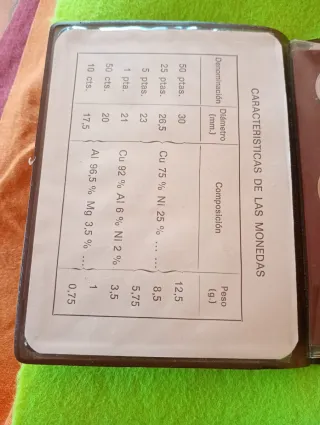 CARACTERISTICAS DE LAS MONEDAS
Denominación Diámetro (mm.) Composición Peso (g.)
50 ptas. 30 12,5
25 ptas. 26,5 Cu 75 % Ni 25 % ... ... 8,5
5 ptas. 23 5,75
1 pta. 21 Cu 92 % Al 6 % Ni 2 % 3,5
50 cts. 20 1
10 cts. 17,5 Al 96,5 % Mg 3,5 % .... 0,75